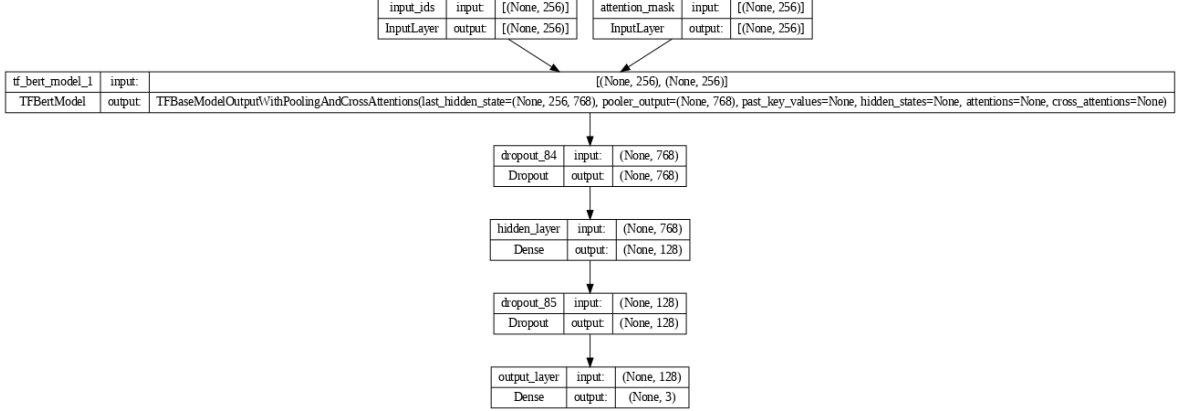 input_ids input: [(None, 256)] attention_mask input: [(None, 256)]
InputLayer output: [(None, 256)] InputLayer output: [(None, 256)]
tf_bert_model_1 input: [(None, 256), (None, 256)]
TFBertModel output: TFBaseModelOutputWithPoolingAndCrossAttentions(last_hidden_state=(None, 256, 768), pooler_output=(None, 768), past_key_values=None, hidden_states=None, attentions=None, cross_attentions=None)
dropout_84 input: (None, 768)
Dropout output: (None, 768)
hidden_layer input: (None, 768)
Dense output: (None, 128)
dropout_85 input: (None, 128)
Dropout output: (None, 128)
output_layer input: (None, 128)
Dense output: (None, 3)